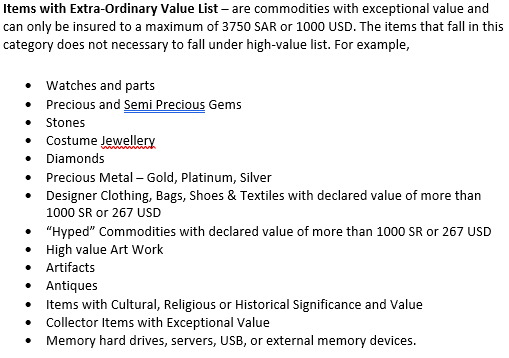 Items with Extra-Ordinary Value List – are commodities with exceptional value and
can only be insured to a maximum of 3750 SAR or 1000 USD. The items that fall in this
category does not necessary to fall under high-value list. For example,
• Watches and parts
• Precious and Semi Precious Gems
• Stones
• Costume Jewellery
• Diamonds
• Precious Metal – Gold, Platinum, Silver
• Designer Clothing, Bags, Shoes & Textiles with declared value of more than
1000 SR or 267 USD
• “Hyped” Commodities with declared value of more than 1000 SR or 267 USD
• High value Art Work
• Artifacts
• Antiques
• Items with Cultural, Religious or Historical Significance and Value
• Collector Items with Exceptional Value
• Memory hard drives, servers, USB, or external memory devices.